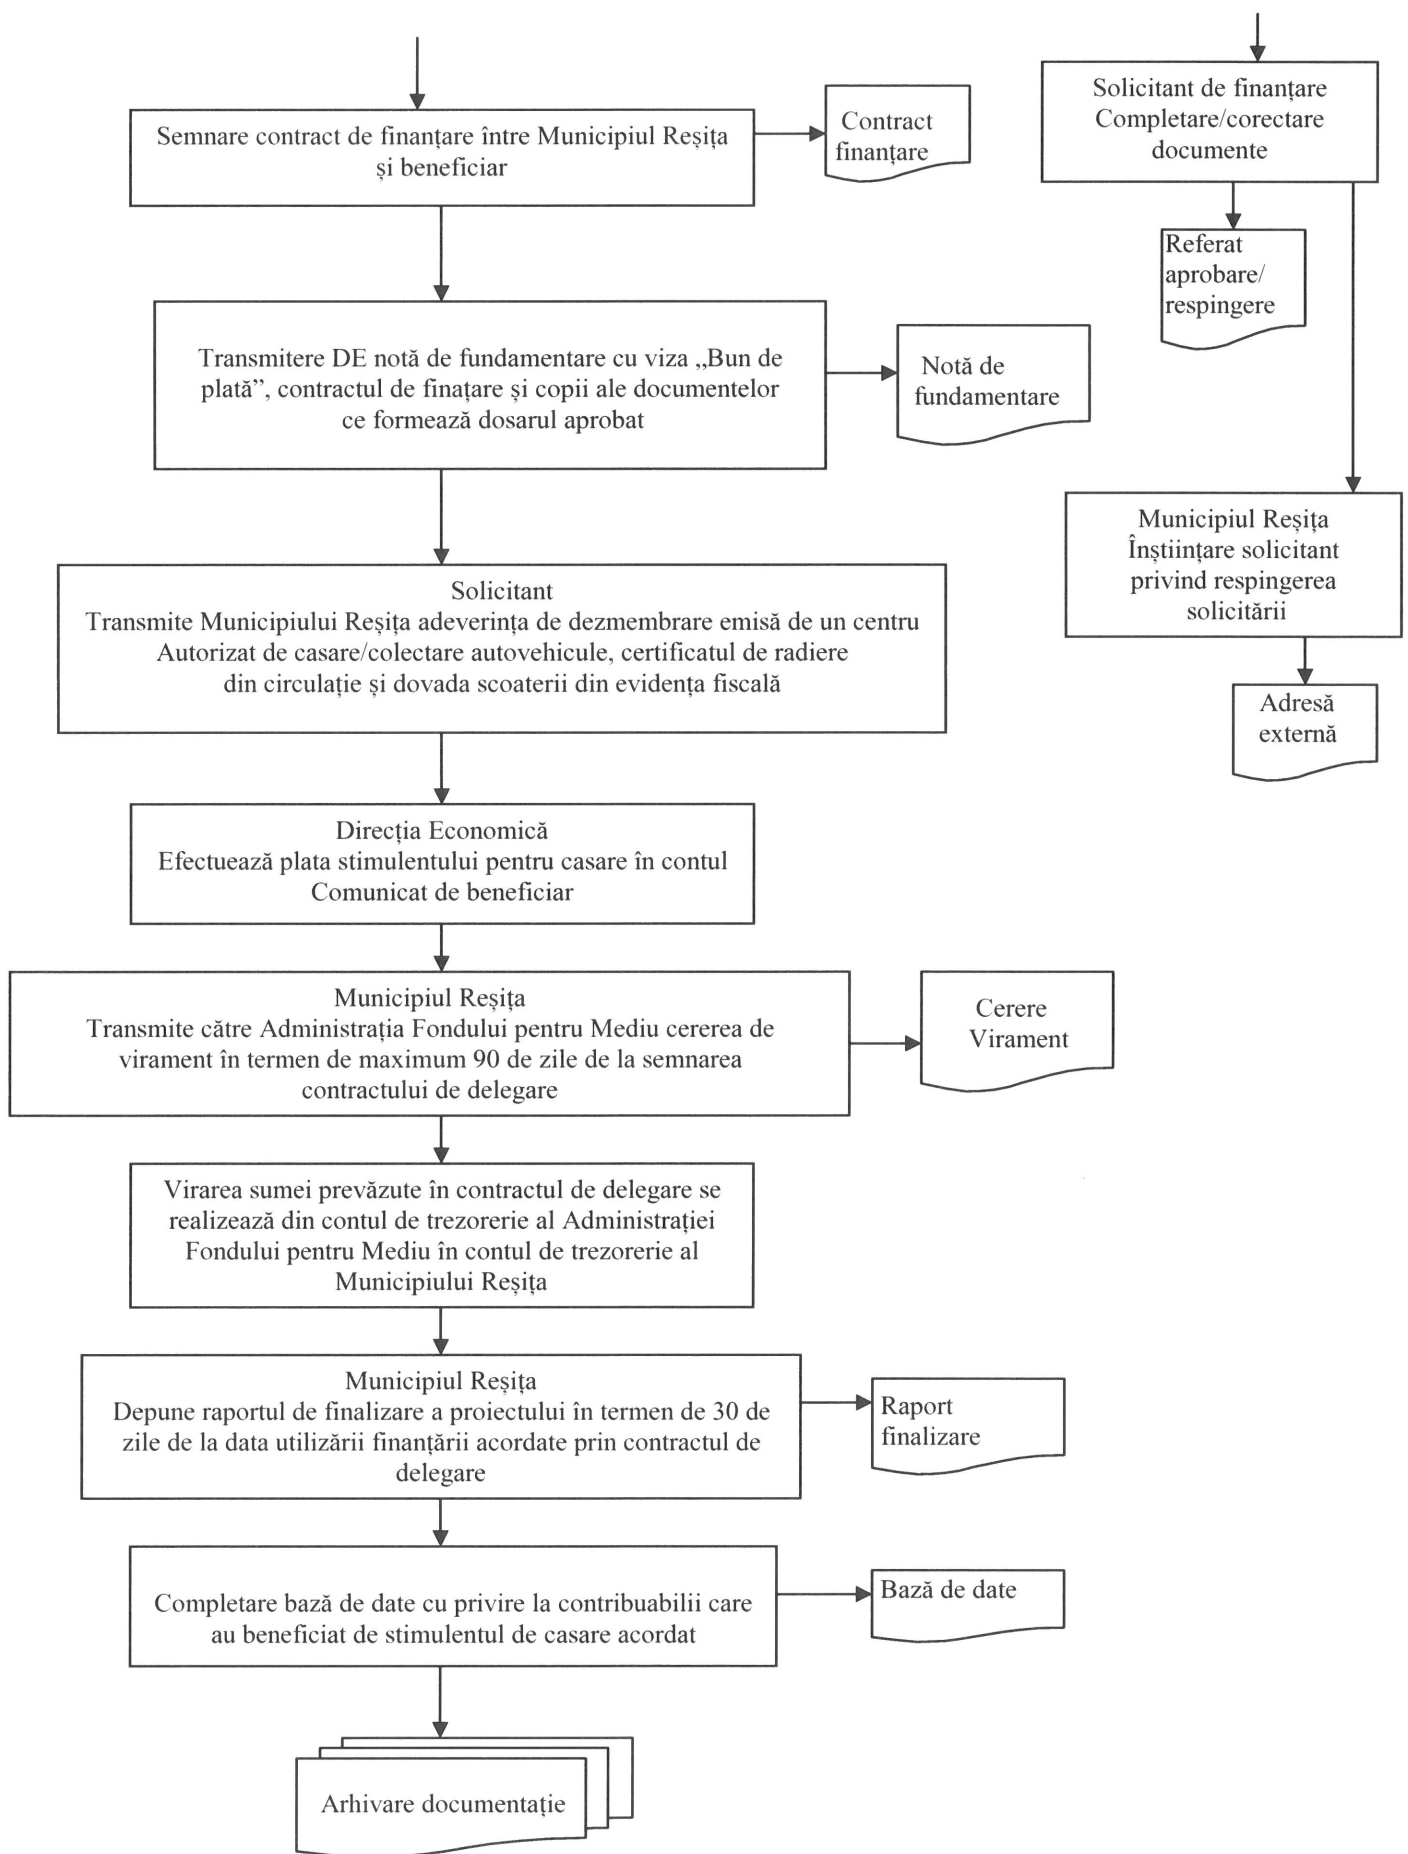 Semnare contract de finanțare între Municipiul Reșița
și beneficiar
Contract
finanțare
Solicitant de finanțare
Completare/corectare
documente
Referat
aprobare/
respingere
Transmitere DE notă de fundamentare cu viza „Bun de
plată”, contractul de finațare și copii ale documentelor
ce formează dosarul aprobat
Notă de
fundamentare
Municipiul Reșița
Înștiințare solicitant
privind respingerea
solicitării
Adresă
externă
Solicitant
Transmite Municipiului Reșița adeverința de dezmembrare emisă de un centru
Autorizat de casare/colectare autovehicule, certificatul de radiere
din circulație și dovada scoaterii din evidența fiscală
Direcția Economică
Efectuează plata stimulentului pentru casare în contul
Comunicat de beneficiar
Municipiul Reșița
Transmite către Administrația Fondului pentru Mediu cererea de
virament în termen de maximum 90 de zile de la semnarea
contractului de delegare
Cerere
Virament
Virarea sumei prevăzute în contractul de delegare se
realizează din contul de trezorerie al Administrației
Fondului pentru Mediu în contul de trezorerie al
Municipiului Reșița
Municipiul Reșița
Depune raportul de finalizare a proiectului în termen de 30 de
zile de la data utilizării finanțării acordate prin contractul de
delegare
Raport
finalizare
Completare bază de date cu privire la contribuabilii care
au beneficiat de stimulentul de casare acordat
Bază de date
Arhivare documentație